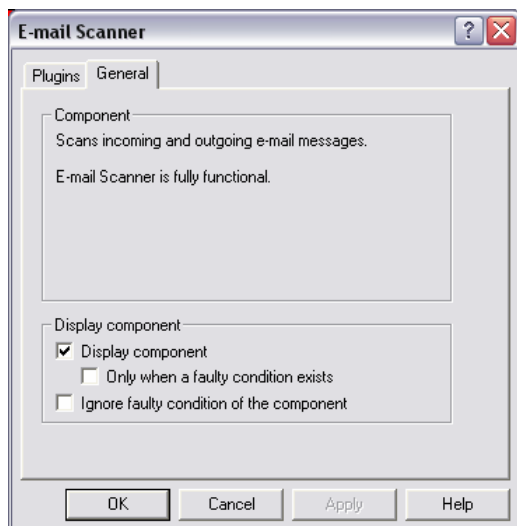 E-mail Scanner
Plugins General
Component
Scans incoming and outgoing e-mail messages.
E-mail Scanner is fully functional.
Display component
Display component
Only when a faulty condition exists
Ignore faulty condition of the component
OK Cancel Apply Help